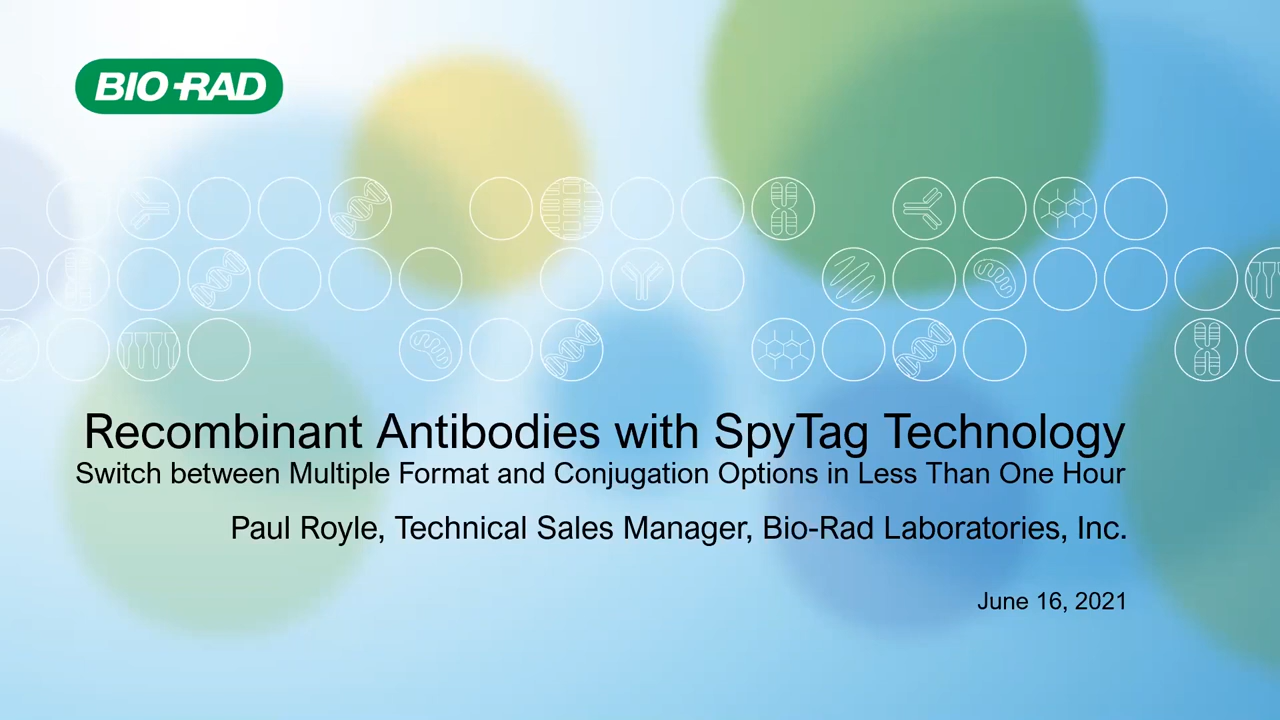 BIO-RAD
Recombinant Antibodies with SpyTag Technology
Switch between Multiple Format and Conjugation Options in Less Than One Hour
Paul Royle, Technical Sales Manager, Bio-Rad Laboratories, Inc.
June 16, 2021